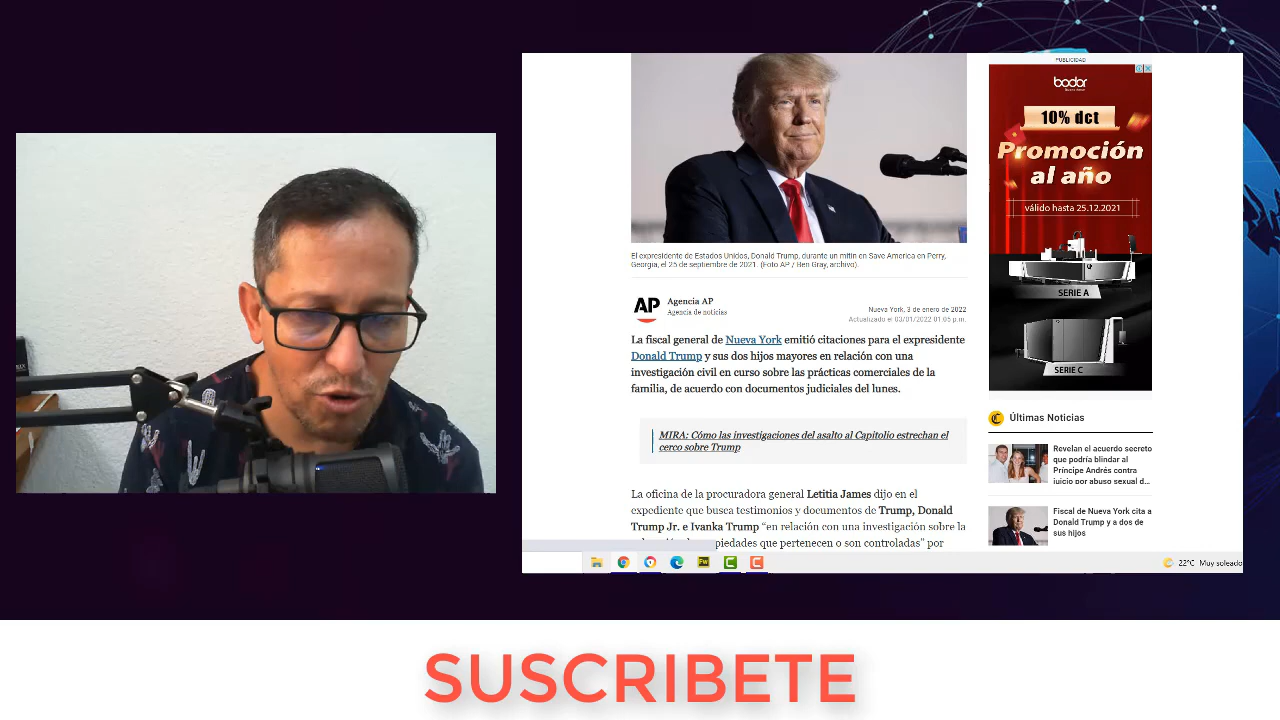 El expresidente de Estados Unidos, Donald Trump, durante un mitin en Save America en Perry,
Georgia, el 25 de septiembre de 2021. (Foto AP / Ben Gray, archivo).
AP
Agencia AP
Agencia de noticias
Nueva York, 3 de enero de 2022
Actualizado el 03/01/2022 01:05 p.m.
La fiscal general de Nueva York emitió citaciones para el expresidente
Donald Trump y sus dos hijos mayores en relación con una
investigación civil en curso sobre las prácticas comerciales de la
familia, de acuerdo con documentos judiciales del lunes.
MIRA: Cómo las investigaciones del asalto al Capitolio estrechan el
cerco sobre Trump
La oficina de la procuradora general Letitia James dijo en el
expediente que busca testimonios y documentos de Trump, Donald
Trump Jr. e Ivanka Trump “en relación con una investigación sobre la
piedades que pertenecen o son controladas” por
PUBLICIDAD
bodor
10% dct
Promoción
al año
válido hasta 25.12.2021
SERIE A
SERIE C
Últimas Noticias
Revelan el acuerdo secreto
que podría blindar al
Príncipe Andrés contra
juicio por abuso sexual d...
Fiscal de Nueva York cita a
Donald Trump y a dos de
sus hijos
Fw
22°C Muy soleado
SUSCRIBETE